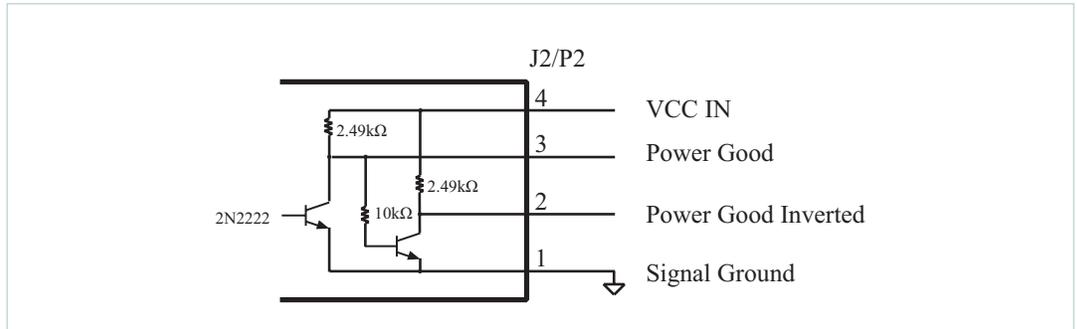 J2/P2
4 VCC IN
2.49kΩ
3 Power Good
2.49kΩ
2 Power Good Inverted
10kΩ
2N2222
1 Signal Ground